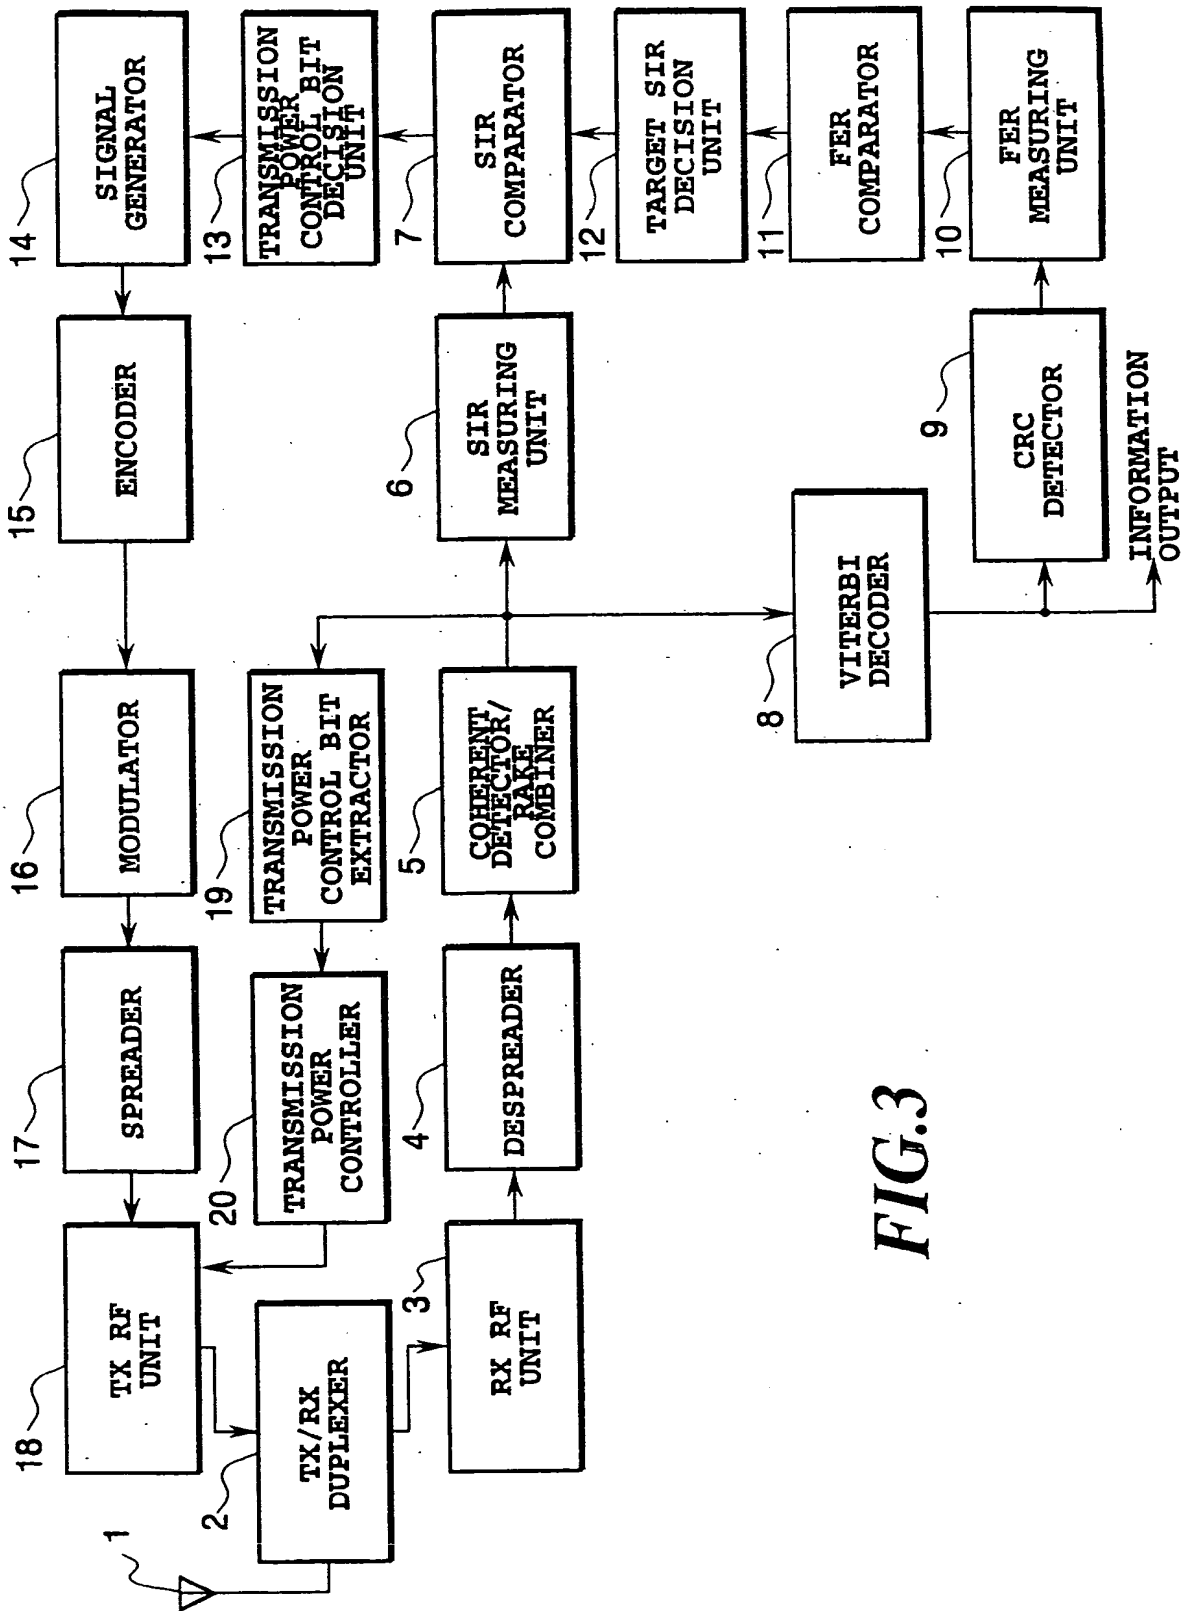 14
SIGNAL
GENERATOR
15
ENCODER
16
MODULATOR
17
SPREADER
18
TX RF
UNIT
13
TRANSMISSION
POWER
CONTROL BIT
DECISION
UNIT
19
TRANSMISSION
POWER
CONTROL BIT
EXTRACTOR
20
TRANSMISSION
POWER
CONTROLLER
1
2
TX/RX
DUPLEXER
3
RX RF
UNIT
4
DESPREADER
5
COHERENT
DETECTOR/
RAKE
COMBINER
6
SIR
MEASURING
UNIT
7
SIR
COMPARATOR
12
TARGET SIR
DECISION
UNIT
11
FER
COMPARATOR
10
FER
MEASURING
UNIT
8
VITERBI
DECODER
9
CRC
DETECTOR
INFORMATION
OUTPUT
FIG.3